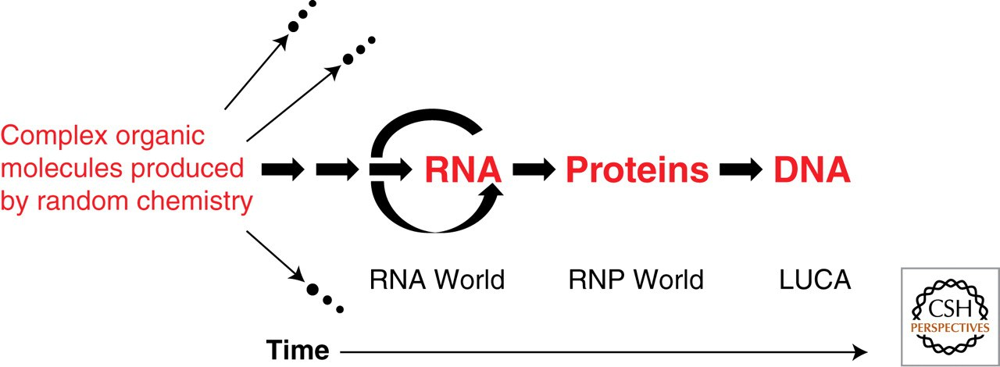 Complex organic
molecules produced
by random chemistry
RNA
Proteins
DNA
RNA World
RNP World
LUCA
Time
CSH
PERSPECTIVES